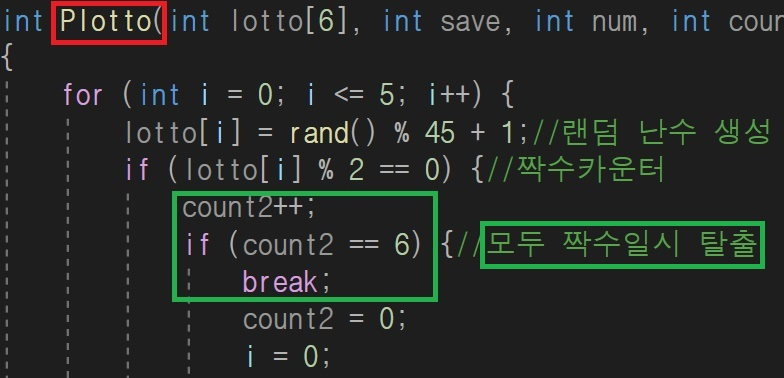 int Plotto(int lotto[6], int save, int num, int coun
{
for (int i = 0; i <= 5; i++) {
lotto[i] = rand() % 45 + 1;//랜덤 난수 생성
if (lotto[i] % 2 == 0) {//짝수카운터
count2++;
if (count2 == 6) {//모두 짝수일시 탈출
break;
count2 = 0;
i = 0;